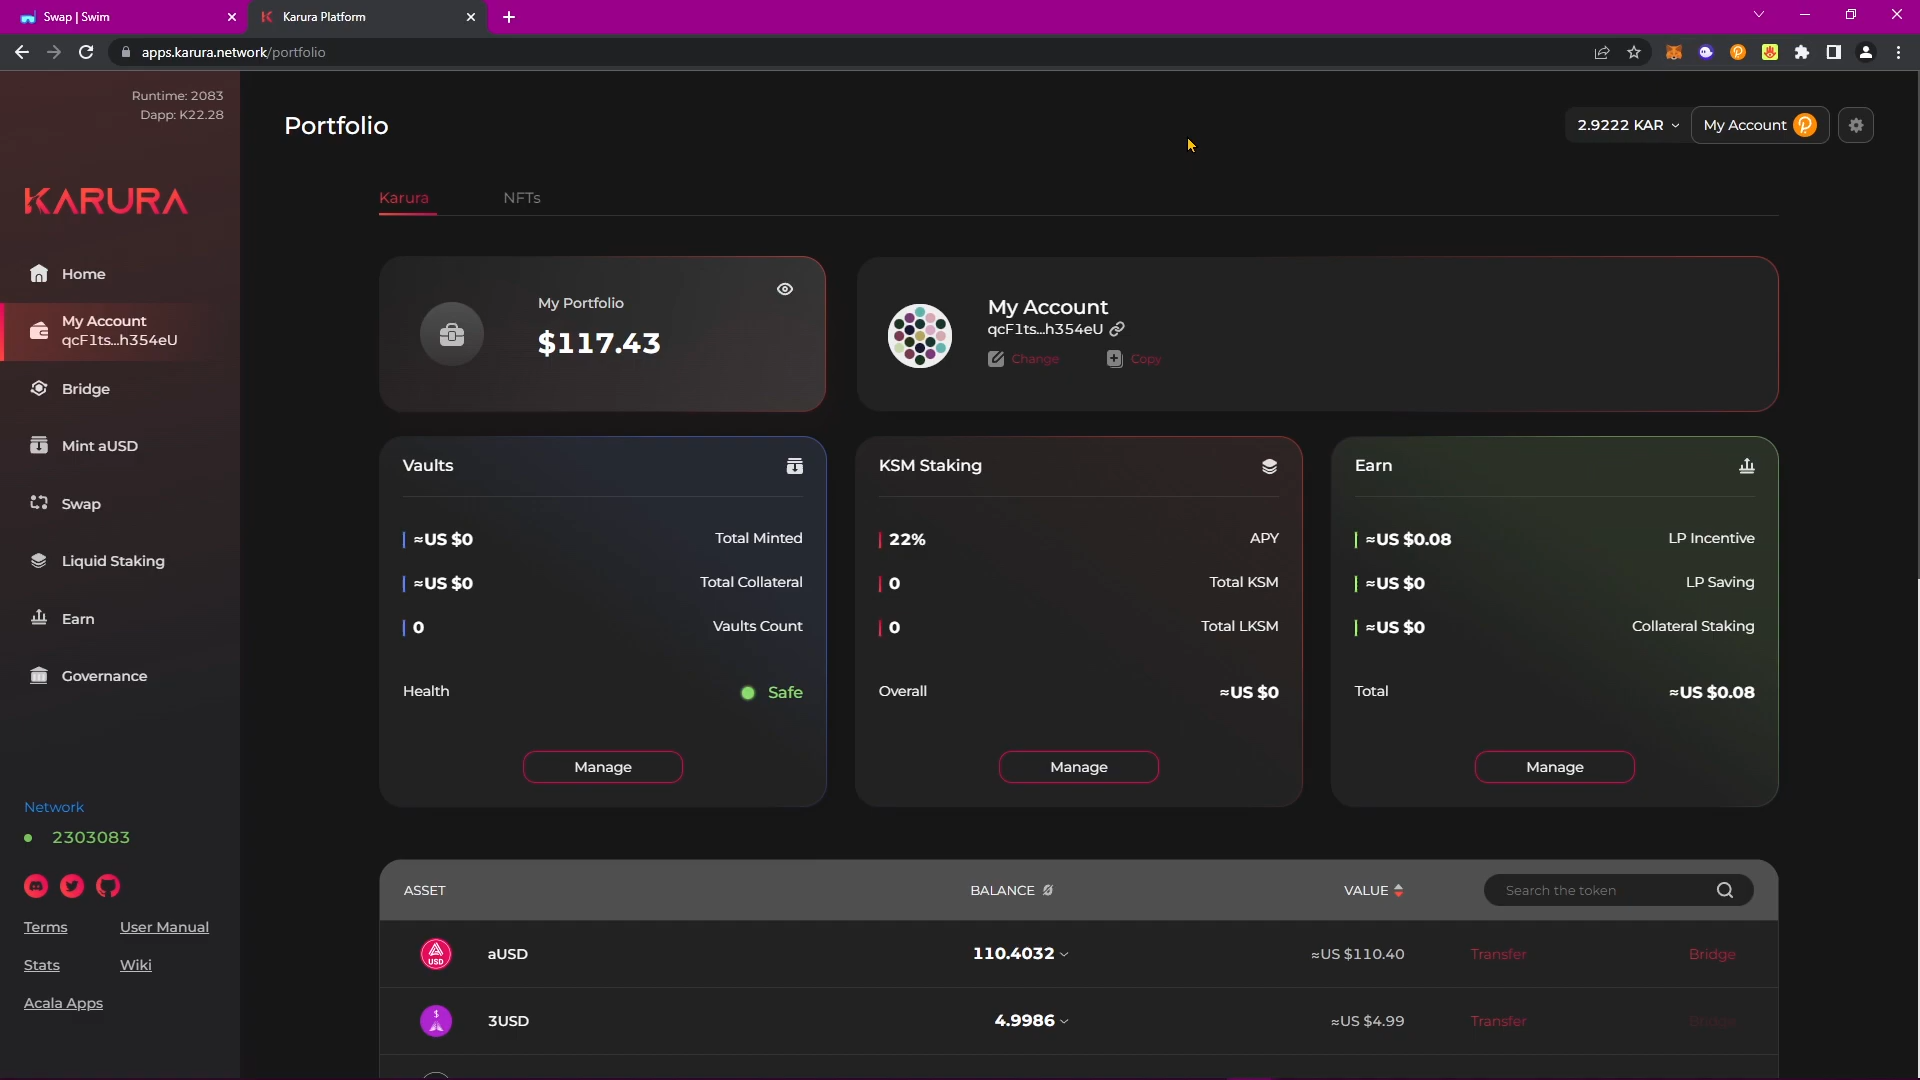 Swap | Swim
Karura Platform
apps.karura.network/portfolio
Runtime: 2083
Dapp: K22.28
KARURA
Home
My Account
qcF1ts...h354eU
Bridge
Mint aUSD
Swap
Liquid Staking
Earn
Governance
Network
2303083
Terms
User Manual
Stats
Wiki
Acala Apps
Portfolio
2.9222 KAR
My Account
Karura
NFTs
My Portfolio
$117.43
My Account
qcF1ts...h354eU
Change
Copy
Vaults
≈US $0 Total Minted
≈US $0 Total Collateral
0 Vaults Count
Health Safe
Manage
KSM Staking
22% APY
0 Total KSM
0 Total LKSM
Overall ≈US $0
Manage
Earn
≈US $0.08 LP Incentive
≈US $0 LP Saving
≈US $0 Collateral Staking
Total ≈US $0.08
Manage
ASSET BALANCE VALUE Search the token
USD aUSD 110.4032 ≈US $110.40 Transfer Bridge
$ 3USD 4.9986 ≈US $4.99 Transfer Bridge